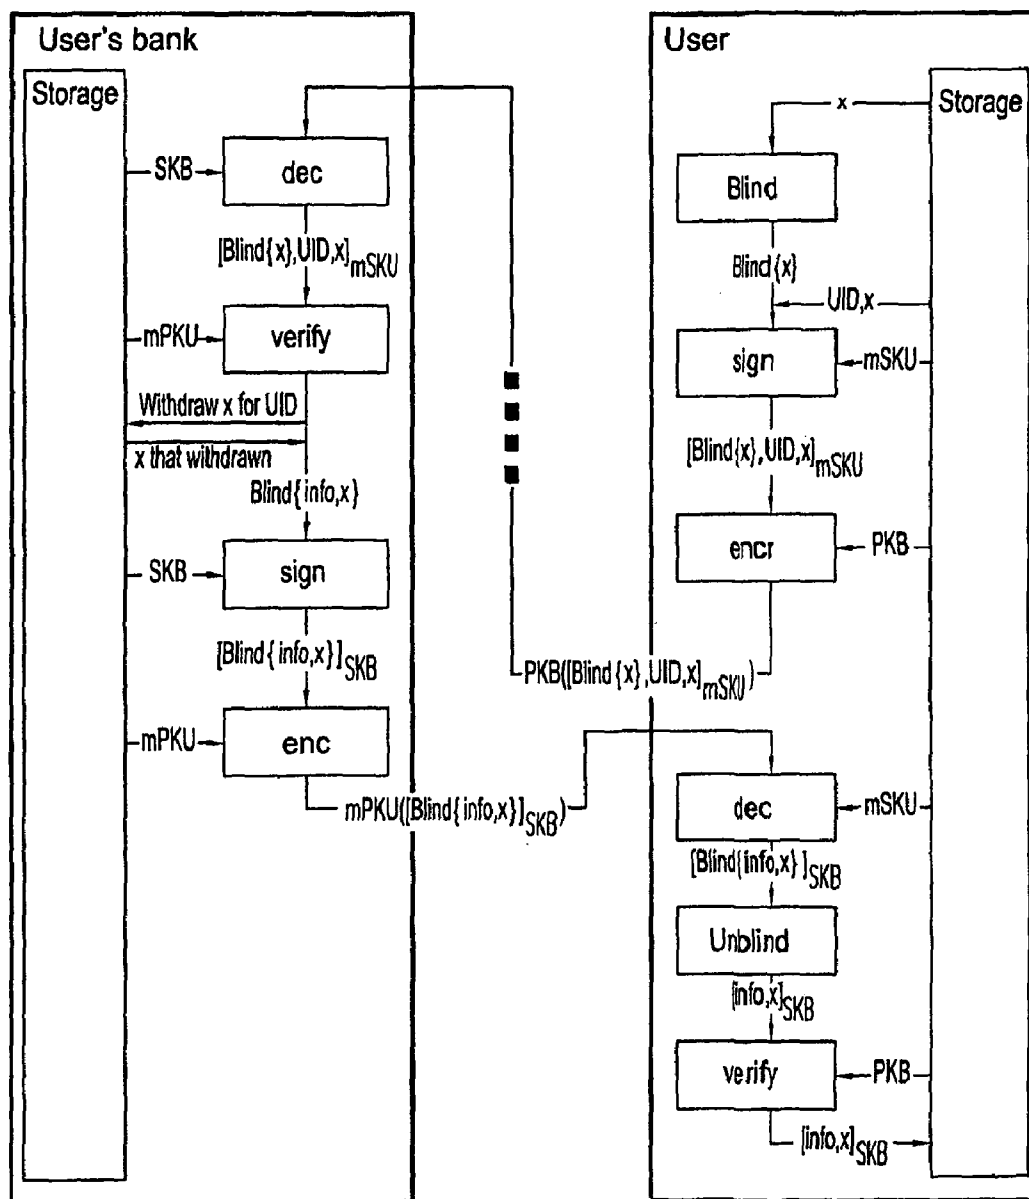 User's bank
Storage
SKB
dec
[Blind{x},UID,x]mSKU
mPKU
verify
Withdraw x for UID
x that withdrawn
Blind{info,x}
SKB
sign
[Blind{info,x}]SKB
mPKU
enc
mPKU([Blind{info,x}]SKB)
PKB([Blind{x},UID,x]mSKU)
User
Storage
x
Blind
Blind{x}
UID,x
sign
mSKU
[Blind{x},UID,x]mSKU
encr
PKB
dec
mSKU
[Blind{info,x}]SKB
Unblind
[info,x]SKB
verify
PKB
[info,x]SKB